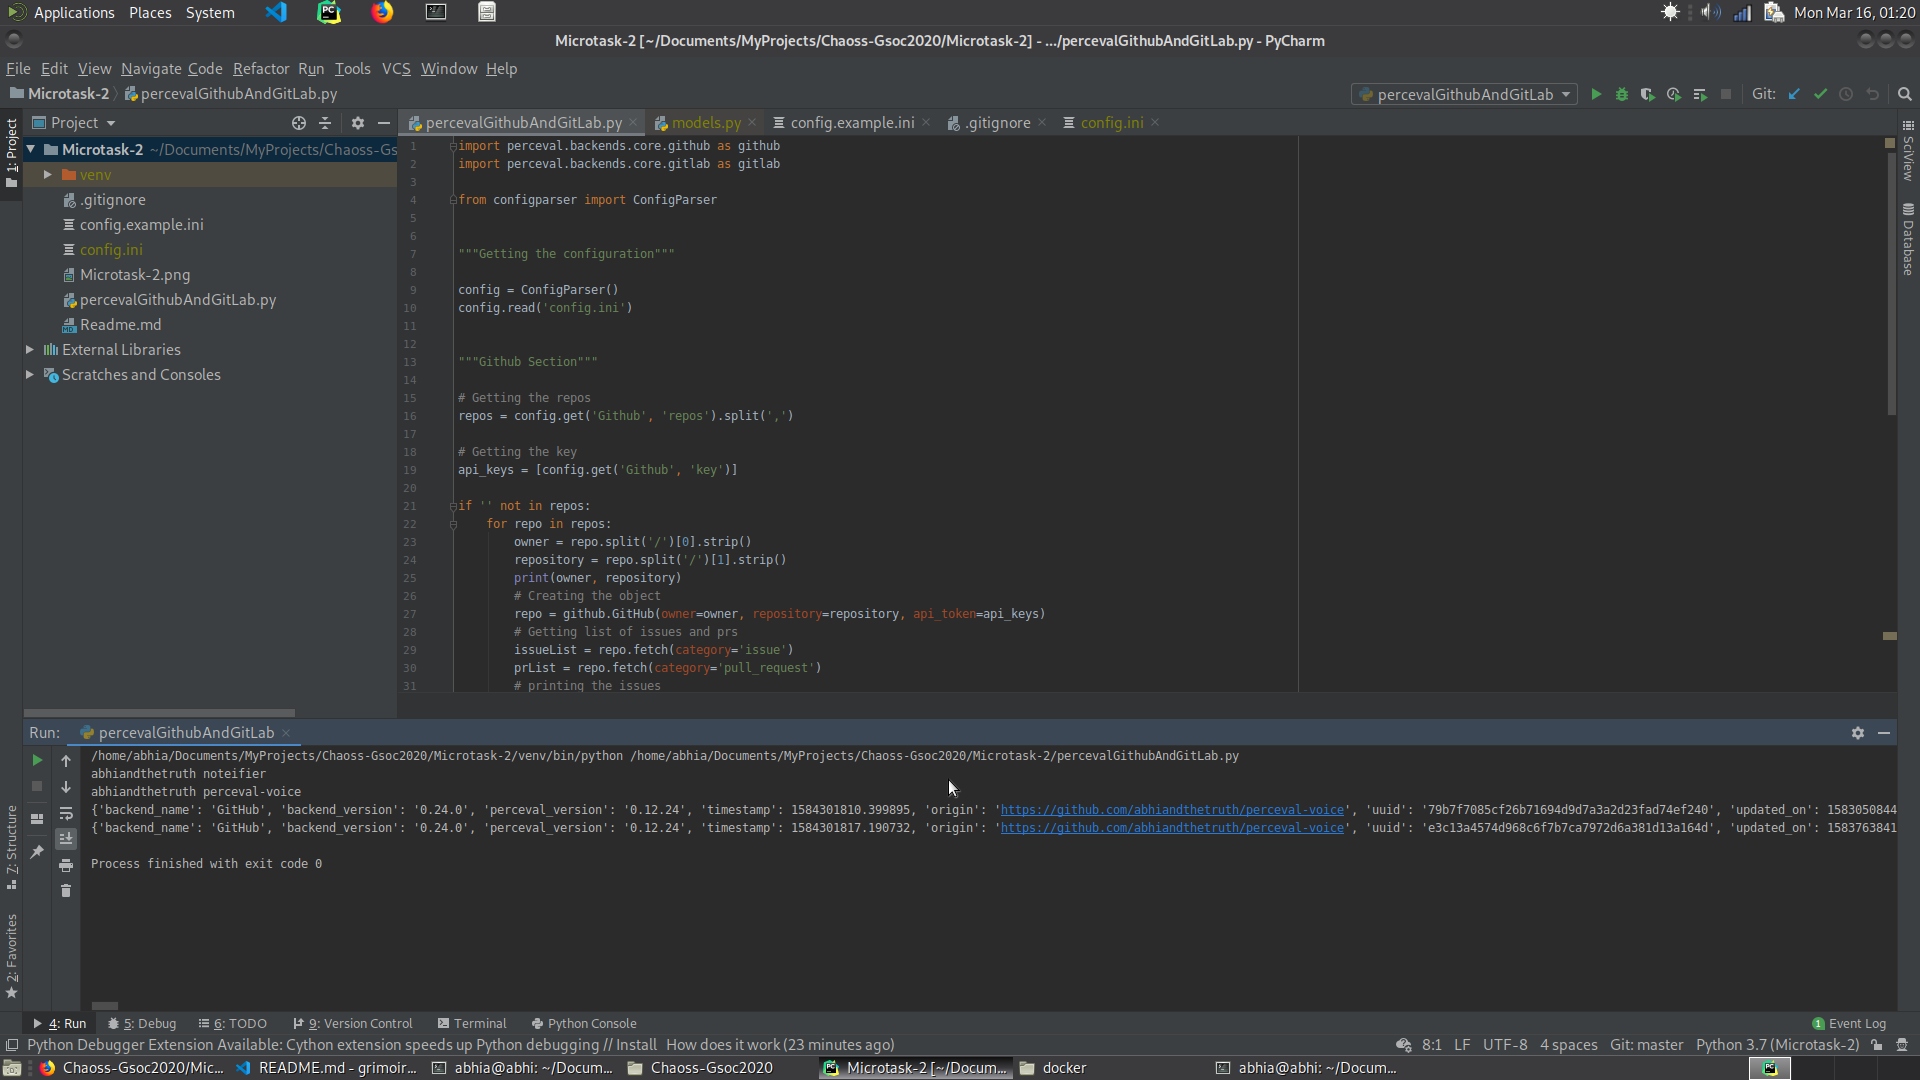 Applications Places System Mon Mar 16, 01:20
Microtask-2 [~/Documents/MyProjects/Chaoss-Gsoc2020/Microtask-2] - .../percevalGithubAndGitLab.py - PyCharm
File Edit View Navigate Code Refactor Run Tools VCS Window Help
Microtask-2 percevalGithubAndGitLab.py percevalGithubAndGitLab Git:
Project
percevalGithubAndGitLab.py models.py config.example.ini .gitignore config.ini
1: Project
Microtask-2 ~/Documents/MyProjects/Chaoss-Gs
venv
.gitignore
config.example.ini
config.ini
Microtask-2.png
percevalGithubAndGitLab.py
Readme.md
External Libraries
Scratches and Consoles
1 import perceval.backends.core.github as github
2 import perceval.backends.core.gitlab as gitlab
3
4 from configparser import ConfigParser
5
6
7 """Getting the configuration"""
8
9 config = ConfigParser()
10 config.read('config.ini')
11
12
13 """Github Section"""
14
15 # Getting the repos
16 repos = config.get('Github', 'repos').split(',')
17
18 # Getting the key
19 api_keys = [config.get('Github', 'key')]
20
21 if '' not in repos:
22 for repo in repos:
23 owner = repo.split('/')[0].strip()
24 repository = repo.split('/')[1].strip()
25 print(owner, repository)
26 # Creating the object
27 repo = github.GitHub(owner=owner, repository=repository, api_token=api_keys)
28 # Getting list of issues and prs
29 issueList = repo.fetch(category='issue')
30 prList = repo.fetch(category='pull_request')
31 # printing the issues
SciView
Database
Run: percevalGithubAndGitLab
/home/abhia/Documents/MyProjects/Chaoss-Gsoc2020/Microtask-2/venv/bin/python /home/abhia/Documents/MyProjects/Chaoss-Gsoc2020/Microtask-2/percevalGithubAndGitLab.py
abhiandthetruth noteifier
abhiandthetruth perceval-voice
{'backend_name': 'GitHub', 'backend_version': '0.24.0', 'perceval_version': '0.12.24', 'timestamp': 1584301810.399895, 'origin': 'https://github.com/abhiandthetruth/perceval-voice', 'uuid': '79b7f7085cf26b71694d9d7a3a2d23fad74ef240', 'updated_on': 1583050844
{'backend_name': 'GitHub', 'backend_version': '0.24.0', 'perceval_version': '0.12.24', 'timestamp': 1584301817.190732, 'origin': 'https://github.com/abhiandthetruth/perceval-voice', 'uuid': 'e3c13a4574d968c6f7b7ca7972d6a381d13a164d', 'updated_on': 1583763841
Process finished with exit code 0
Z: Structure
2: Favorites
4: Run 5: Debug 6: TODO 9: Version Control Terminal Python Console 1 Event Log
Python Debugger Extension Available: Cython extension speeds up Python debugging // Install How does it work (23 minutes ago) 8:1 LF UTF-8 4 spaces Git: master Python 3.7 (Microtask-2)
Chaoss-Gsoc2020/Mic... README.md - grimoir... abhia@abhi: ~/Docum... Chaoss-Gsoc2020 Microtask-2 [~/Docum... docker abhia@abhi: ~/Docum...